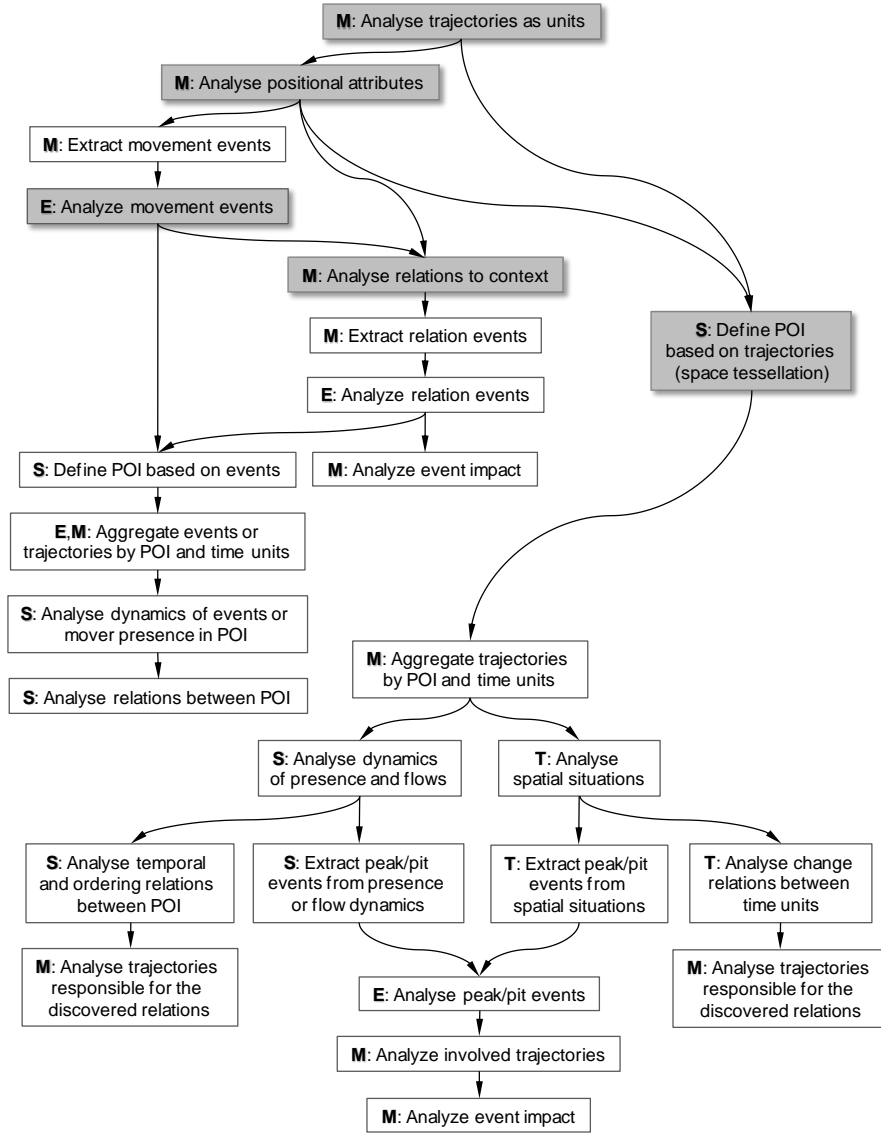 M: Analyse trajectories as units
M: Analyse positional attributes
M: Extract movement events
E: Analyze movement events
M: Analyse relations to context
M: Extract relation events
S: Define POI
based on trajectories
(space tessellation)
E: Analyze relation events
S: Define POI based on events
M: Analyze event impact
E,M: Aggregate events or
trajectories by POI and time units
S: Analyse dynamics of events or
mover presence in POI
M: Aggregate trajectories
by POI and time units
S: Analyse relations between POI
S: Analyse dynamics
of presence and flows
T: Analyse
spatial situations
S: Analyse temporal
and ordering relations
between POI
S: Extract peak/pit
events from presence
or flow dynamics
T: Extract peak/pit
events from
spatial situations
T: Analyse change
relations between
time units
M: Analyse trajectories
responsible for the
discovered relations
E: Analyse peak/pit events
M: Analyse trajectories
responsible for the
discovered relations
M: Analyze involved trajectories
M: Analyze event impact